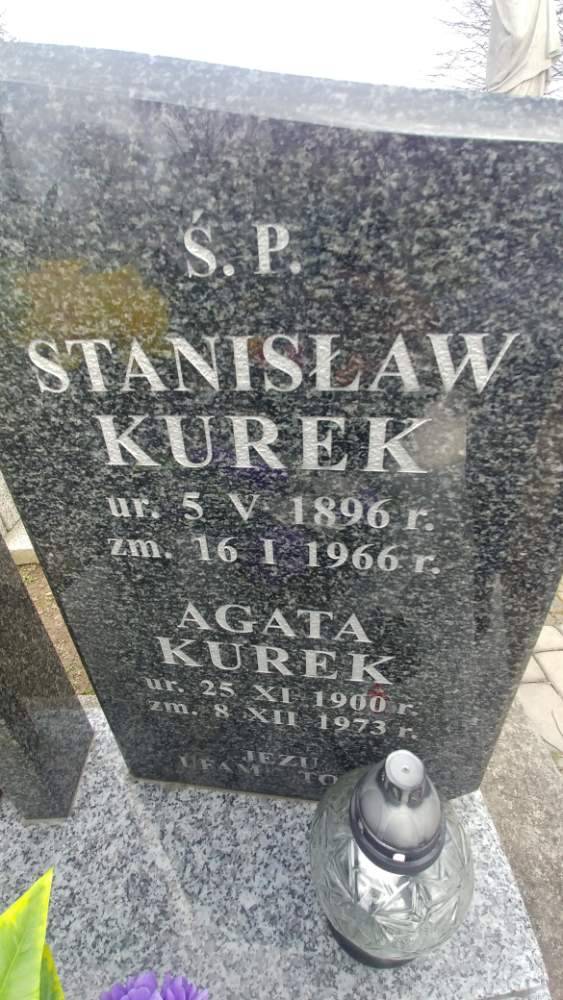 Ś. P.
STANISŁAW
KUREK
ur. 5 V 1896 r.
zm. 16 I 1966 r.
AGATA
KUREK
ur. 25 XI 1900 r.
zm. 8 XII 1973 r.
JEZU
UFAM TO